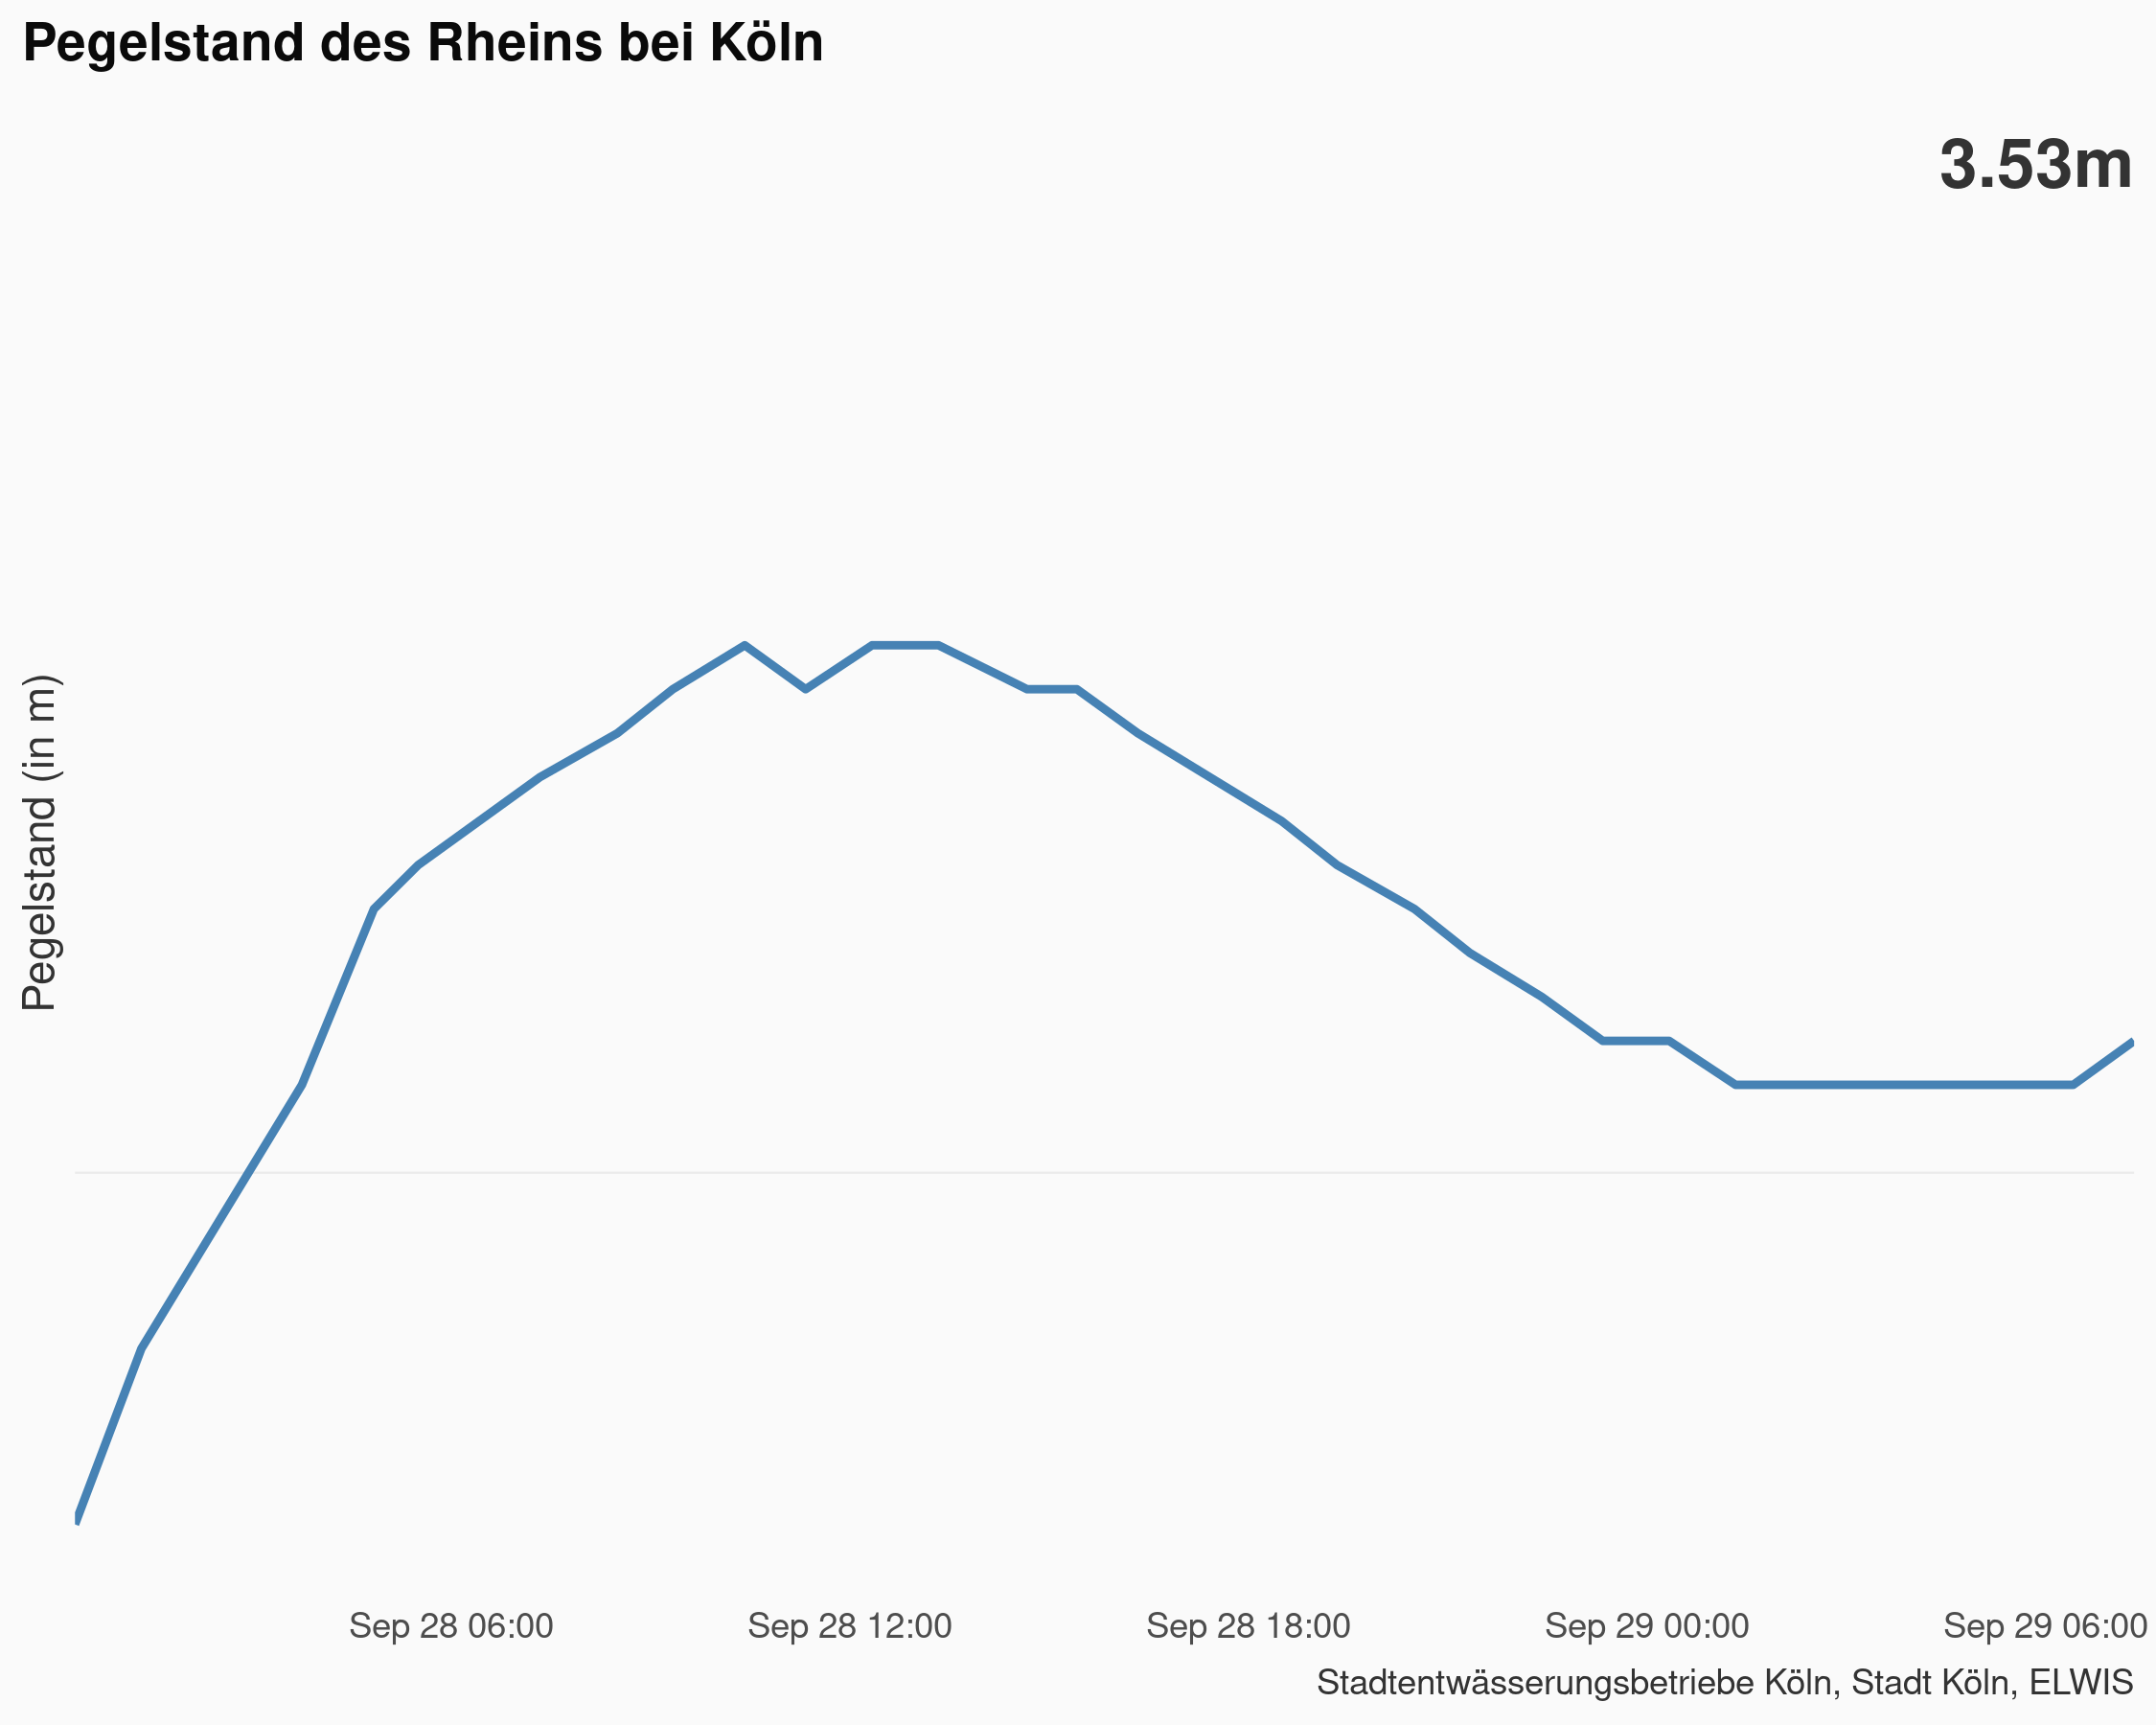 Pegelstand des Rheins bei Köln
3.53m
Pegelstand (in m)
Sep 28 06:00
Sep 28 12:00
Sep 28 18:00
Sep 29 00:00
Sep 29 06:00
Stadtentwässerungsbetriebe Köln, Stadt Köln, ELWIS